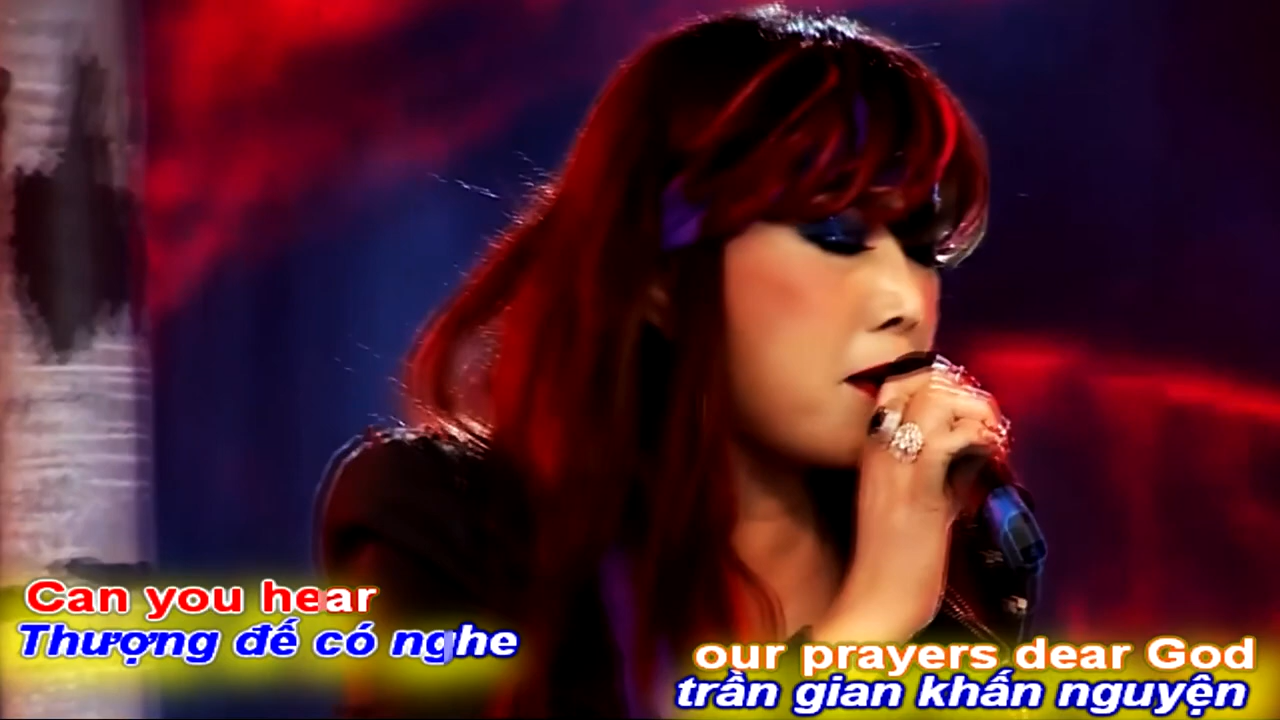 Can you hear
Thượng đế có nghe
our prayers dear God
trần gian khấn nguyện